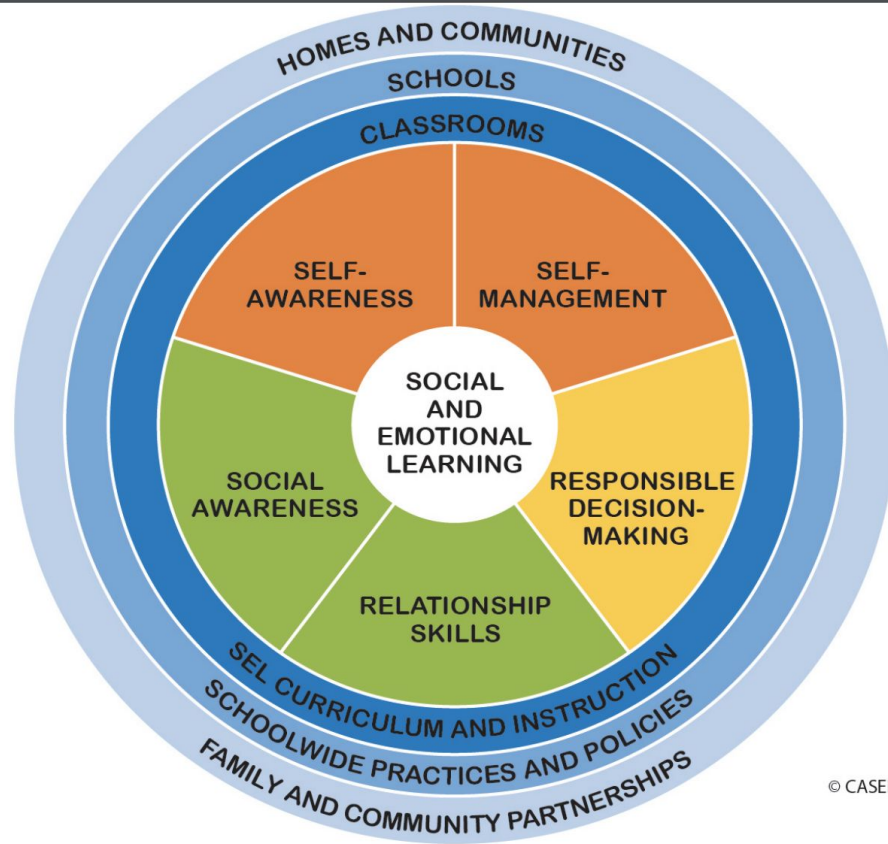 HOMES AND COMMUNITIES
SCHOOLS
CLASSROOMS
SELF-
AWARENESS
SELF-
MANAGEMENT
SOCIAL
AND
EMOTIONAL
LEARNING
SOCIAL
AWARENESS
RESPONSIBLE
DECISION-
MAKING
RELATIONSHIP
SKILLS
SEL CURRICULUM AND INSTRUCTION
SCHOOLWIDE PRACTICES AND POLICIES
FAMILY AND COMMUNITY PARTNERSHIPS
©